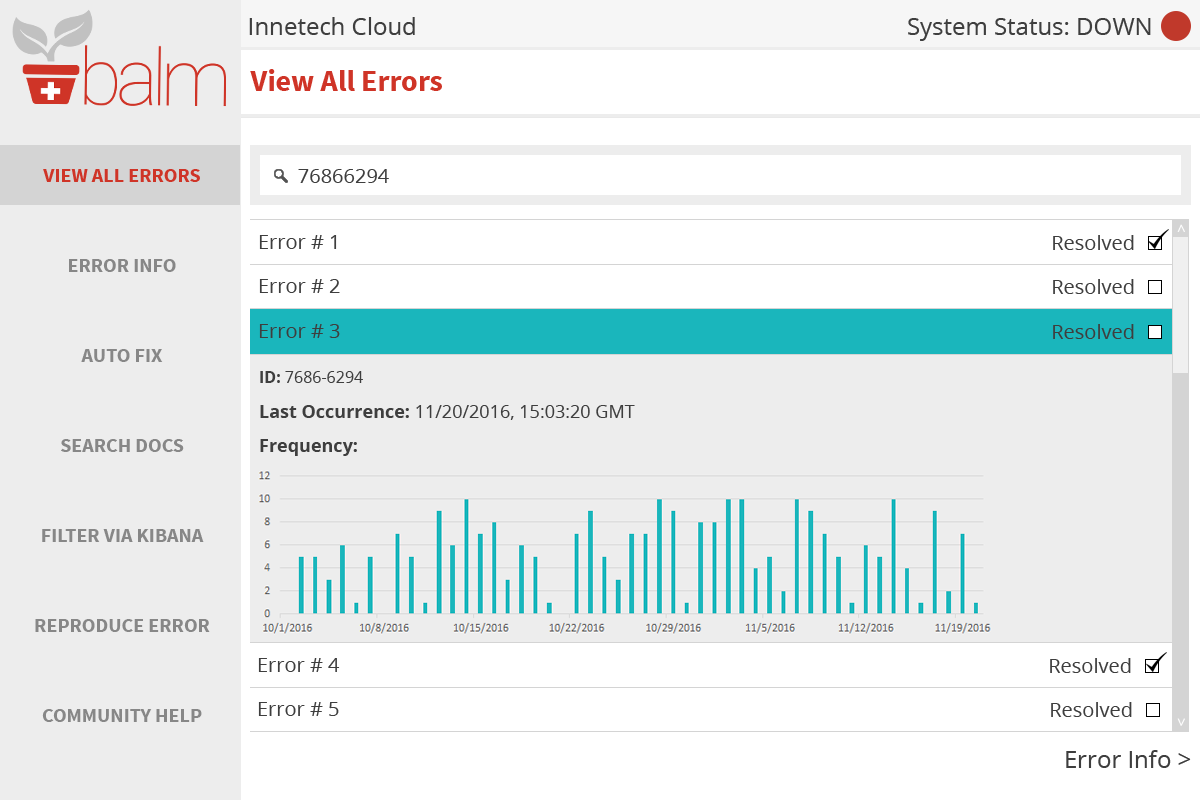 balm
Innetech Cloud
System Status: DOWN
View All Errors
VIEW ALL ERRORS
ERROR INFO
AUTO FIX
SEARCH DOCS
FILTER VIA KIBANA
REPRODUCE ERROR
COMMUNITY HELP
76866294
Error # 1 Resolved
Error # 2 Resolved
Error # 3 Resolved
ID: 7686-6294
Last Occurrence: 11/20/2016, 15:03:20 GMT
Frequency:
12
10
8
6
4
2
0
10/1/2016 10/8/2016 10/15/2016 10/22/2016 10/29/2016 11/5/2016 11/12/2016 11/19/2016
Error # 4 Resolved
Error # 5 Resolved
Error Info >